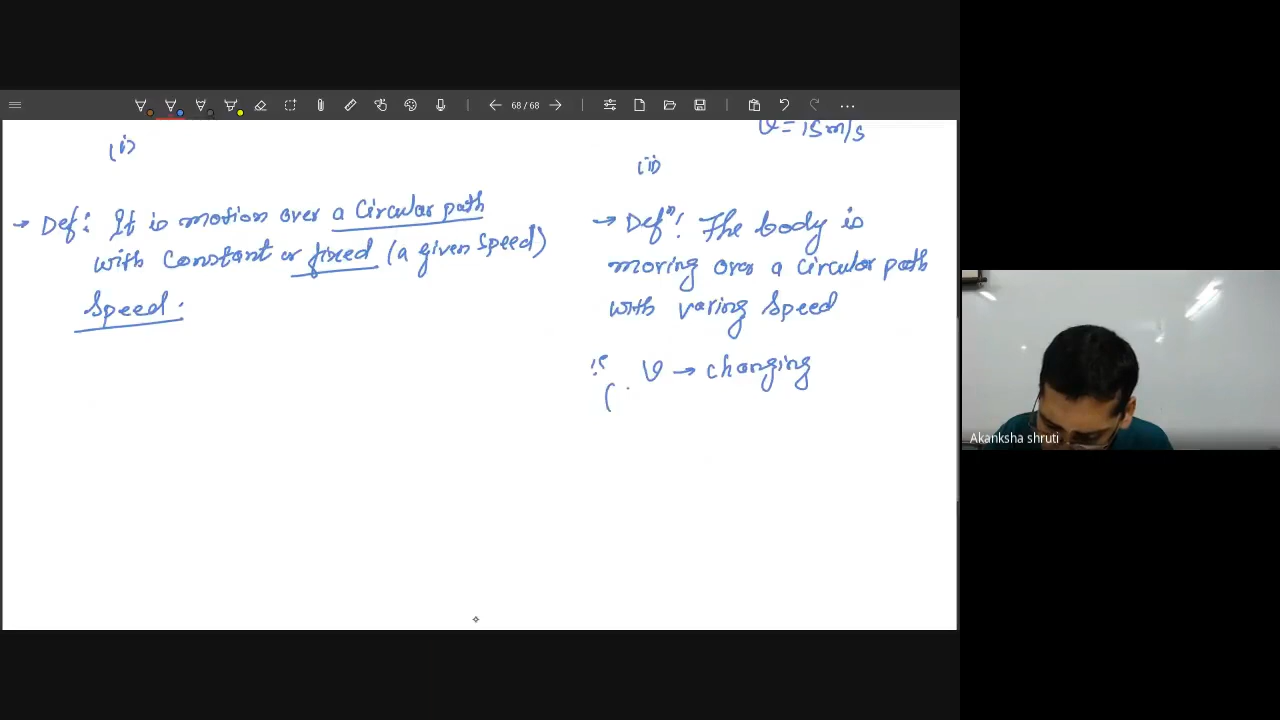 68/68
V = 15m/s
(i)
(ii)
→ Def: It is motion over a Circular path
with constant or fixed (a given speed)
Speed.
→ Defⁿ: The body is
moving over a circular path
with varing speed
V → changing
(
Akanksha shruti